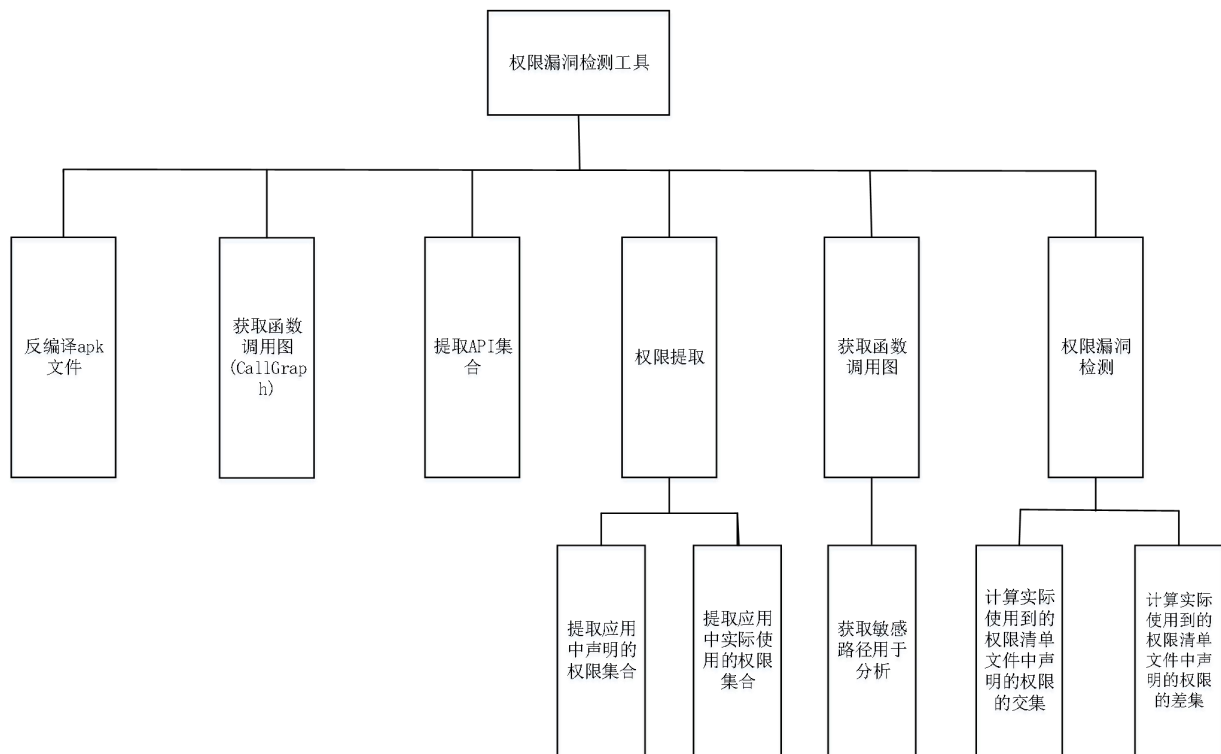 权限漏洞检测工具
反编译apk
文件
获取函数
调用图
(CallGrap
h)
提取API集
合
权限提取
获取函数
调用图
权限漏洞
检测
提取应用
中声明的
权限集合
提取应用
中实际使
用的权限
集合
获取敏感
路径用于
分析
计算实际
使用到的
权限清单
文件中声
明的权限
的交集
计算实际
使用到的
权限清单
文件中声
明的权限
的差集